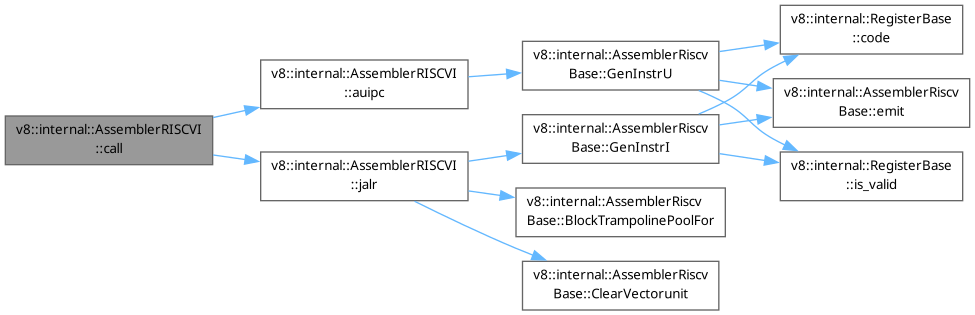 v8::internal::AssemblerRISCVI
::call
v8::internal::AssemblerRISCVI
::auipc
v8::internal::AssemblerRISCVI
::jalr
v8::internal::AssemblerRiscv
Base::GenInstrU
v8::internal::AssemblerRiscv
Base::GenInstrI
v8::internal::AssemblerRiscv
Base::BlockTrampolinePoolFor
v8::internal::AssemblerRiscv
Base::ClearVectorunit
v8::internal::RegisterBase
::code
v8::internal::AssemblerRiscv
Base::emit
v8::internal::RegisterBase
::is_valid